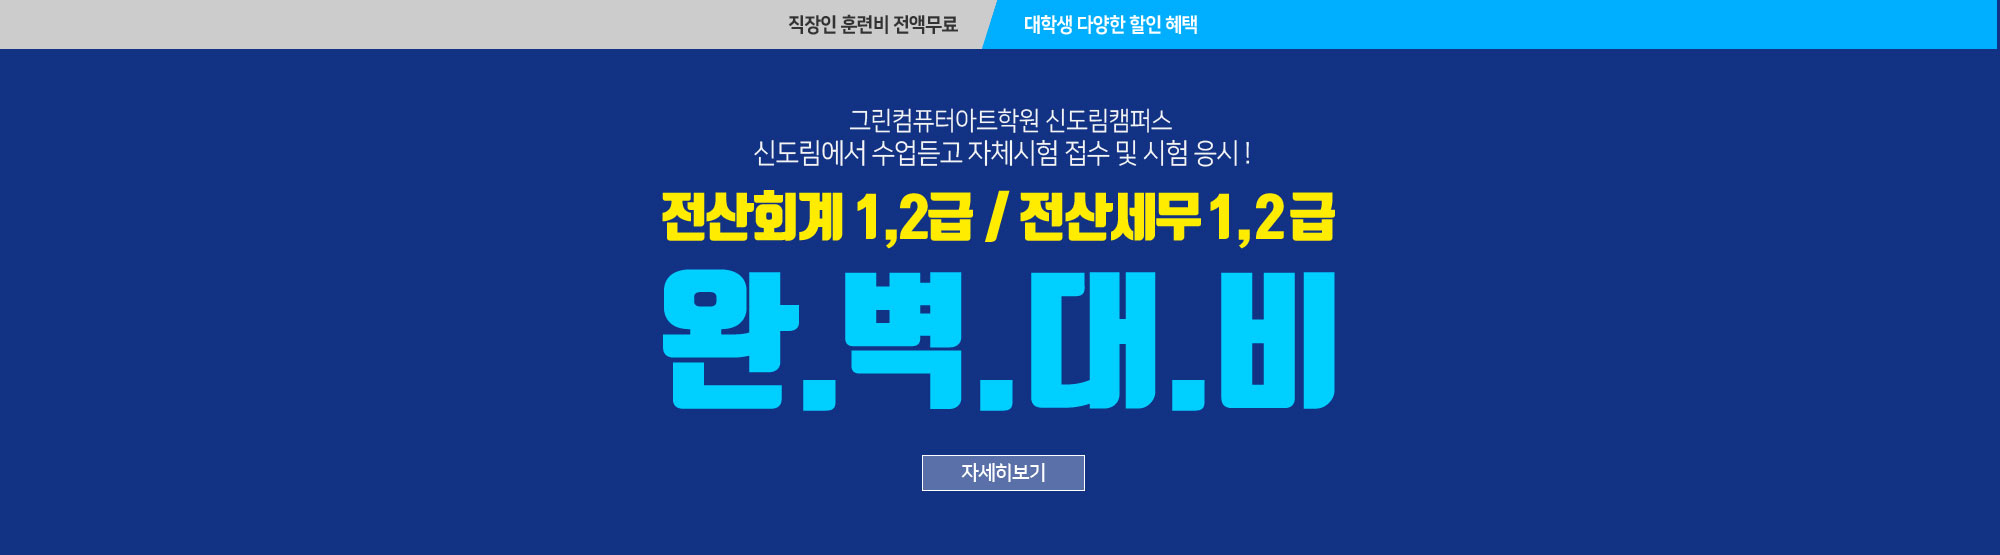 직장인 훈련비 전액무료
대학생 다양한 할인 혜택
그린컴퓨터아트학원 신도림캠퍼스
신도림에서 수업듣고 자체시험 접수 및 시험 응시 !
전산회계 1,2급 / 전산세무 1,2 급
완.벽.대.비
자세히보기